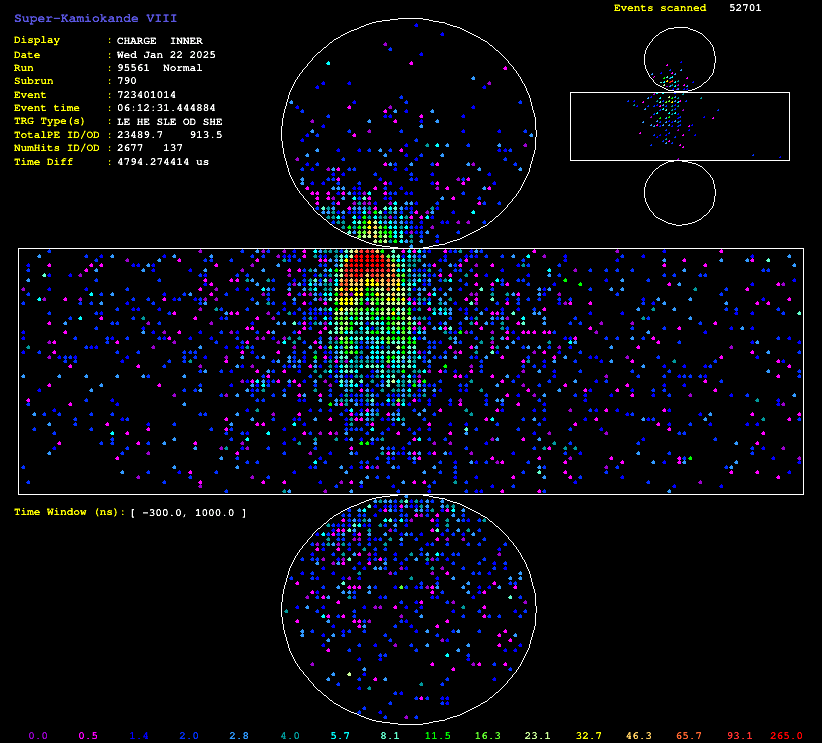 Super-Kamiokande VIII
Events scanned 52701
Display : CHARGE INNER
Date : Wed Jan 22 2025
Run : 95561 Normal
Subrun : 790
Event : 723401014
Event time : 06:12:31.444884
TRG Type(s) : LE HE SLE OD SHE
TotalPE ID/OD : 23489.7 913.5
NumHits ID/OD : 2677 137
Time Diff : 4794.274414 us
Time Window (ns): [ -300.0, 1000.0 ]
0.0 0.5 1.4 2.0 2.8 4.0 5.7 8.1 11.5 16.3 23.1 32.7 46.3 65.7 93.1 265.0